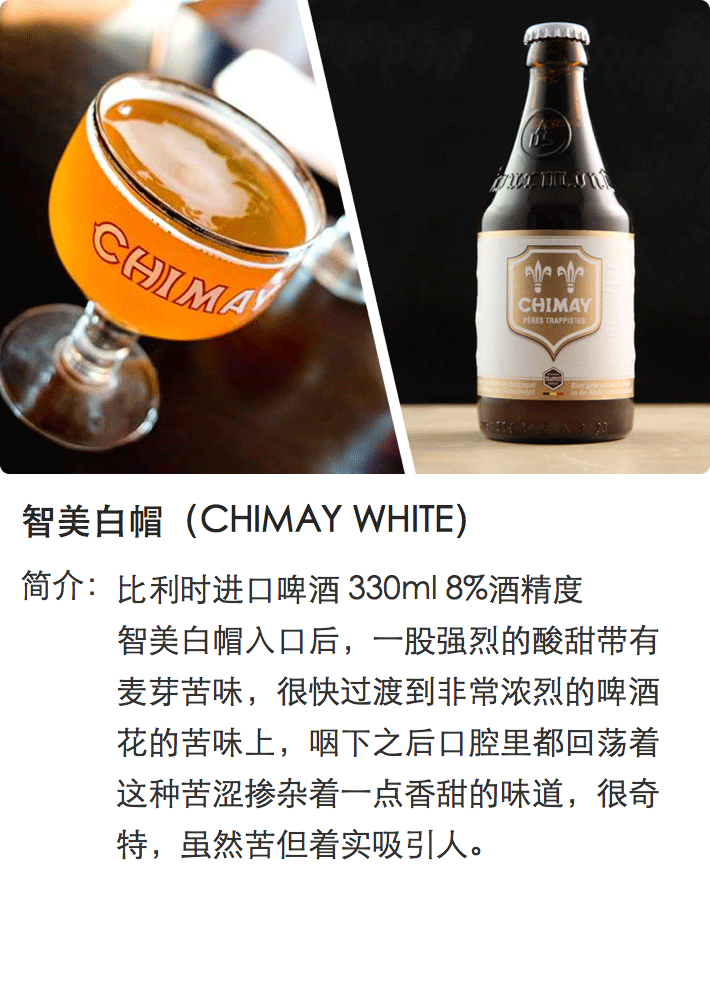 CHIMAY
CHIMAY
PÈRES TRAPPISTES
TRAPPIST
智美白帽（CHIMAY WHITE）
简介：比利时进口啤酒 330ml 8%酒精度
智美白帽入口后，一股强烈的酸甜带有
麦芽苦味，很快过渡到非常浓烈的啤酒
花的苦味上，咽下之后口腔里都回荡着
这种苦涩掺杂着一点香甜的味道，很奇
特，虽然苦但着实吸引人。